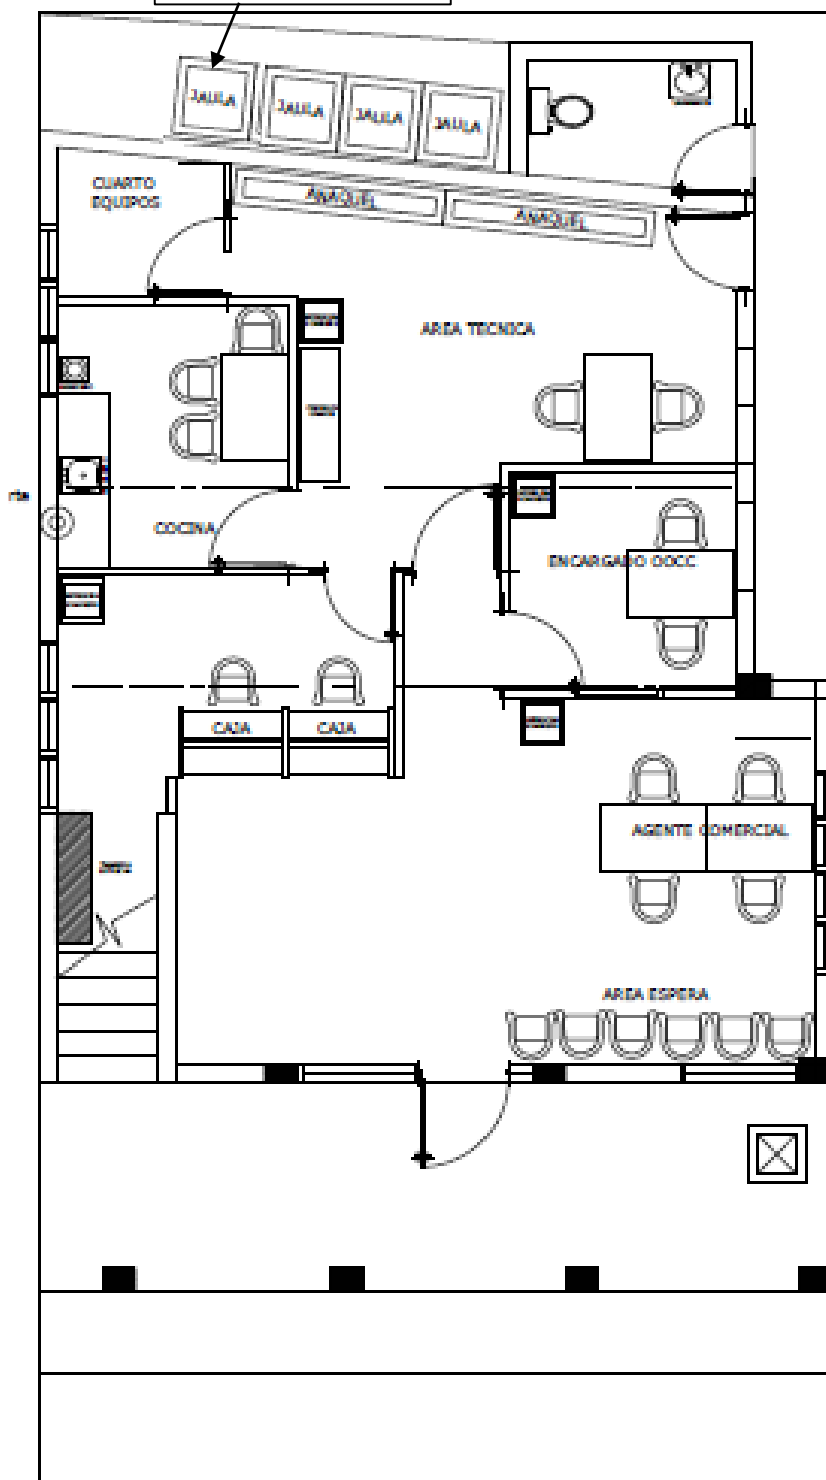 JAULA
JAULA
JAULA
JAULA
CUARTO
EQUIPOS
ANAQUEL
ANAQUEL
AREA TECNICA
COCINA
ENCARGADO OOCC
CAJA
CAJA
AGENTE COMERCIAL
AREA ESPERA